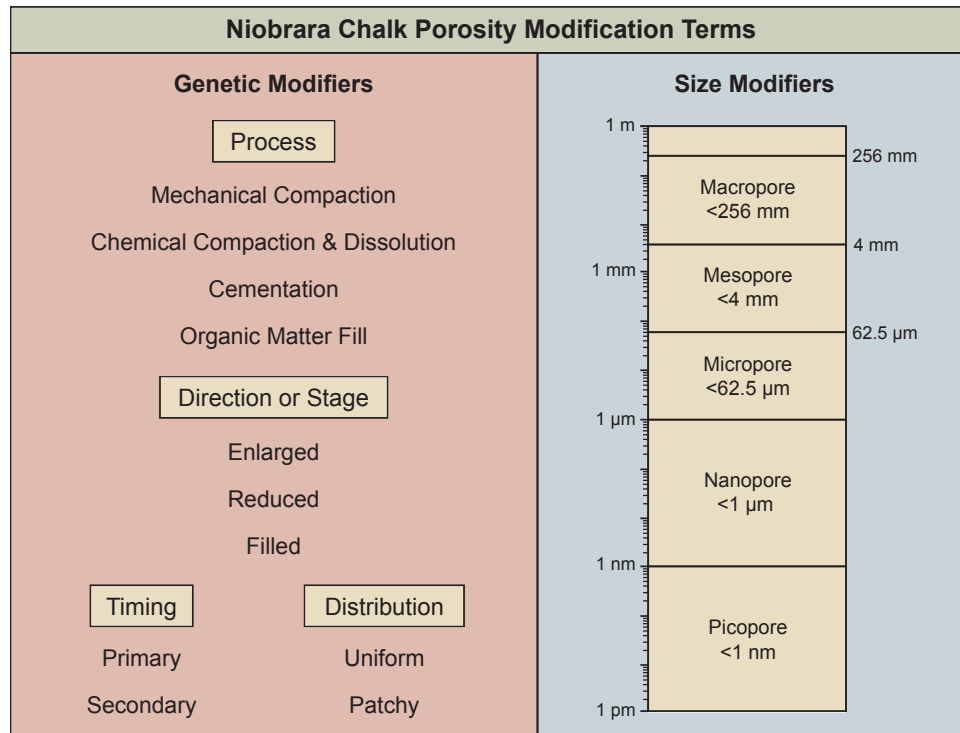 Niobrara Chalk Porosity Modification Terms
Genetic Modifiers
Process
Mechanical Compaction
Chemical Compaction & Dissolution
Cementation
Organic Matter Fill
Direction or Stage
Enlarged
Reduced
Filled
Timing
Primary
Secondary
Distribution
Uniform
Patchy
Size Modifiers
1 m
256 mm
Macropore
<256 mm
4 mm
1 mm
Mesopore
<4 mm
62.5 µm
Micropore
<62.5 µm
1 µm
Nanopore
<1 µm
1 nm
Picopore
<1 nm
1 pm